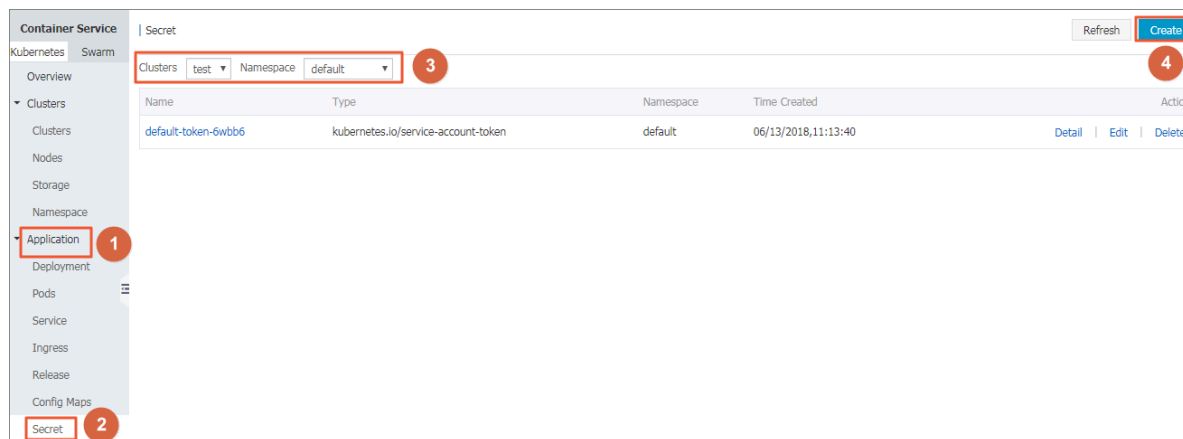 Container Service
Kubernetes Swarm
Overview
Clusters
Clusters
Nodes
Storage
Namespace
Application
1
Deployment
Pods
Service
Ingress
Release
Config Maps
Secret
2
Secret
Refresh
Create
4
Clusters test Namespace default
3
Name Type Namespace Time Created Actio
default-token-6wbb6 kubernetes.io/service-account-token default 06/13/2018,11:13:40 Detail | Edit | Delete